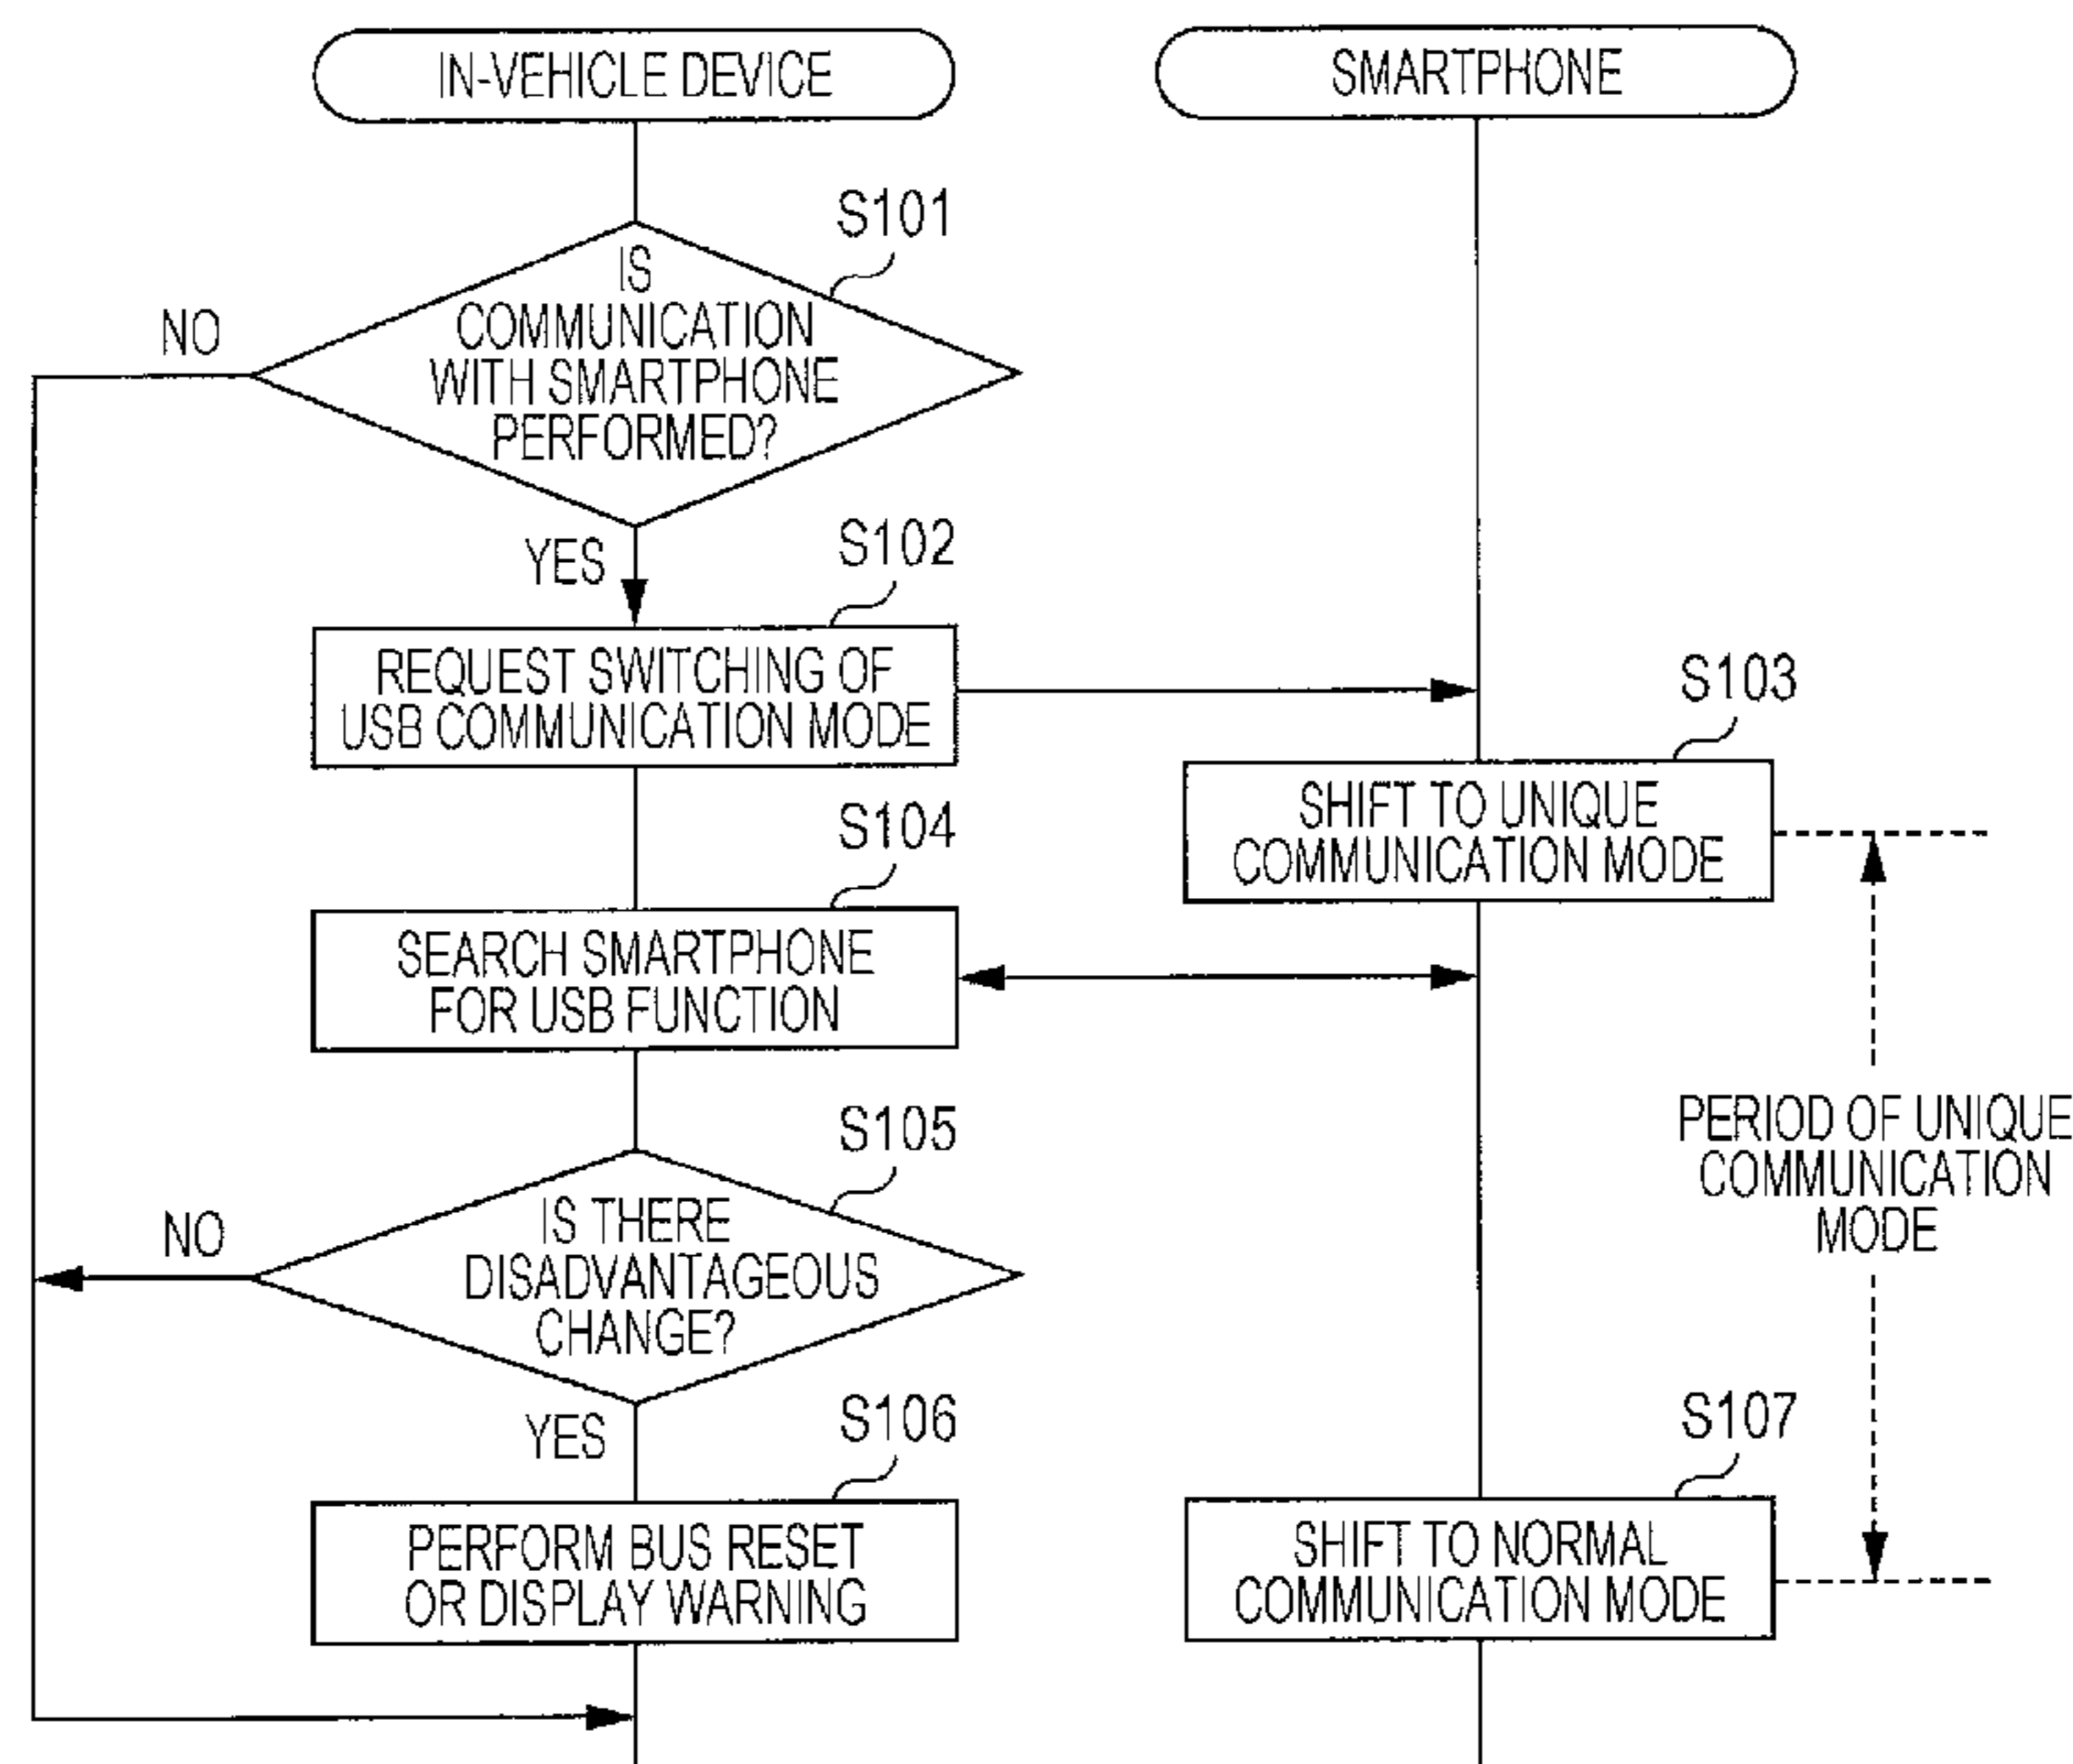 IN-VEHICLE DEVICE
SMARTPHONE
S101
IS
COMMUNICATION
WITH SMARTPHONE
PERFORMED?
NO
YES
S102
REQUEST SWITCHING OF
USB COMMUNICATION MODE
S103
SHIFT TO UNIQUE
COMMUNICATION MODE
S104
SEARCH SMARTPHONE
FOR USB FUNCTION
PERIOD OF UNIQUE
COMMUNICATION
MODE
S105
IS THERE
DISADVANTAGEOUS
CHANGE?
NO
YES
S106
PERFORM BUS RESET
OR DISPLAY WARNING
S107
SHIFT TO NORMAL
COMMUNICATION MODE